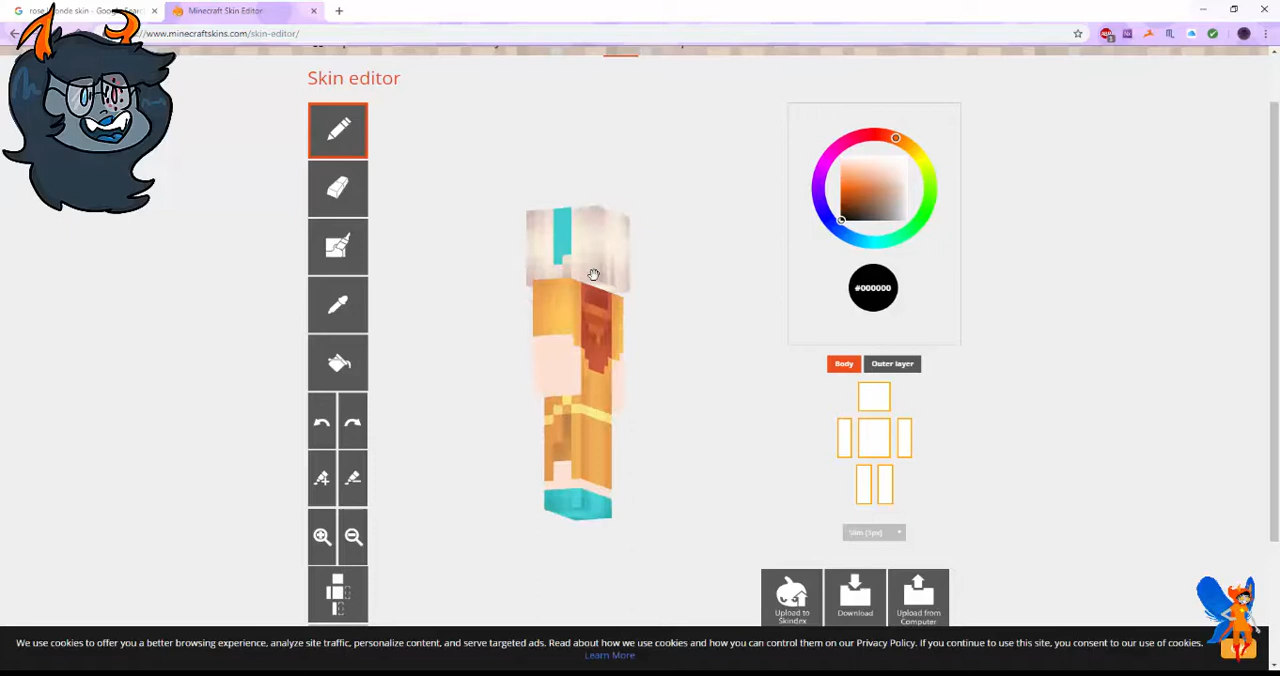 Minecraft Skin Editor
www.minecraftskins.com/skin-editor/
Skin editor
#000000
Body
Outer layer
Slim (3px)
Upload to
Skindex
Download
Upload from
Computer
We use cookies to offer you a better browsing experience, analyze site traffic, personalize content, and serve targeted ads. Read about how we use cookies and how you can control them on our Privacy Policy. If you continue to use this site, you consent to our use of cookies.
Learn More